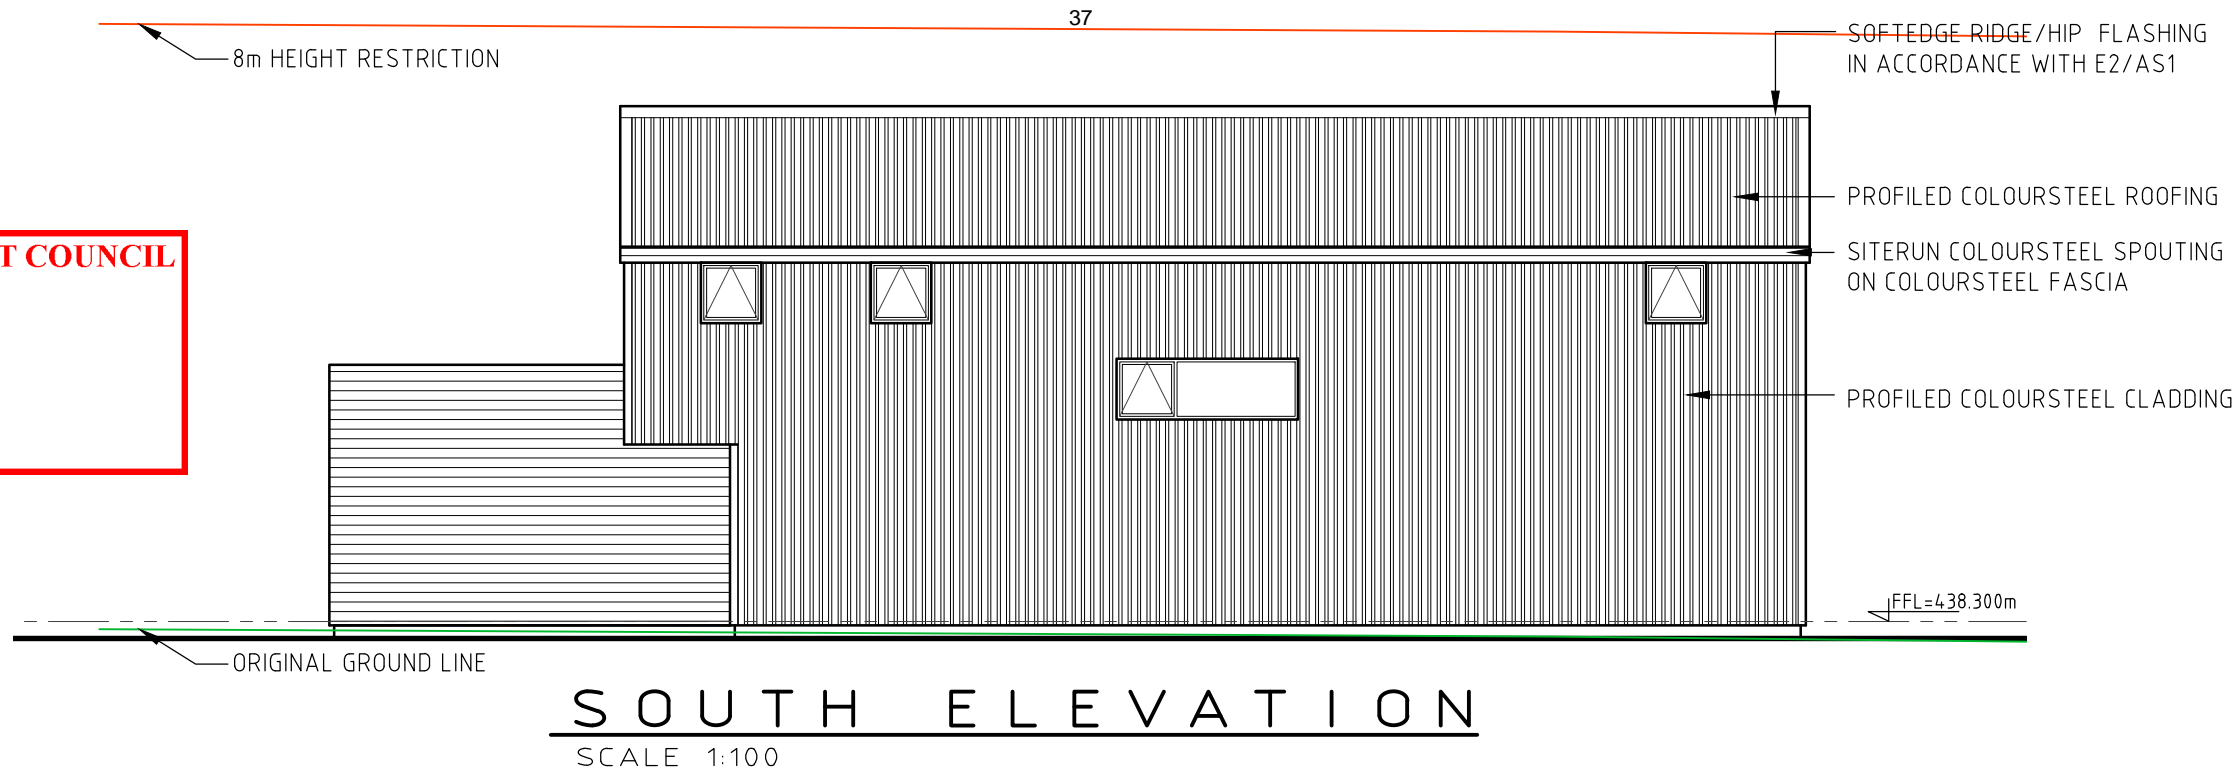 37
8m HEIGHT RESTRICTION
SOFTEDGE RIDGE/HIP FLASHING
IN ACCORDANCE WITH E2/AS1
PROFILED COLOURSTEEL ROOFING
T COUNCIL
SITERUN COLOURSTEEL SPOUTING
ON COLOURSTEEL FASCIA
PROFILED COLOURSTEEL CLADDING
FFL=438.300m
ORIGINAL GROUND LINE
SOUTH ELEVATION
SCALE 1:100